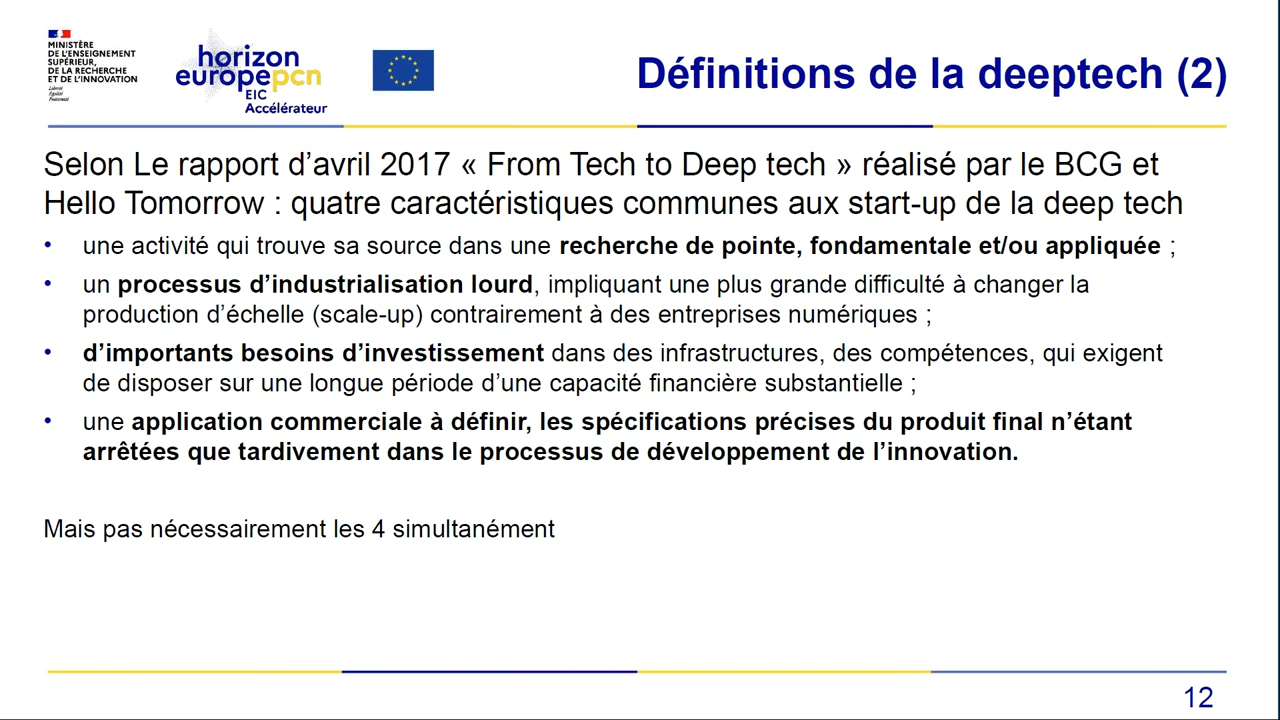 MINISTÈRE
DE L'ENSEIGNEMENT
SUPÉRIEUR,
DE LA RECHERCHE
ET DE L'INNOVATION
Liberté
Égalité
Fraternité
horizon
europepcn
EIC
Accélérateur
Définitions de la deeptech (2)
Selon Le rapport d’avril 2017 « From Tech to Deep tech » réalisé par le BCG et
Hello Tomorrow : quatre caractéristiques communes aux start-up de la deep tech
• une activité qui trouve sa source dans une recherche de pointe, fondamentale et/ou appliquée ;
• un processus d’industrialisation lourd, impliquant une plus grande difficulté à changer la
production d’échelle (scale-up) contrairement à des entreprises numériques ;
• d’importants besoins d’investissement dans des infrastructures, des compétences, qui exigent
de disposer sur une longue période d’une capacité financière substantielle ;
• une application commerciale à définir, les spécifications précises du produit final n’étant
arrêtées que tardivement dans le processus de développement de l’innovation.
Mais pas nécessairement les 4 simultanément
12